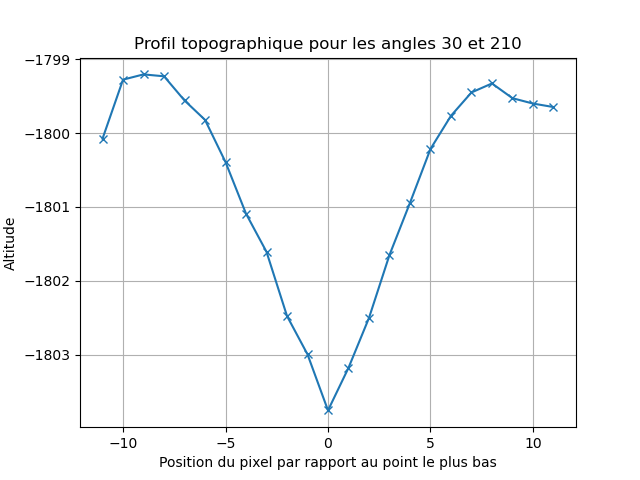 Profil topographique pour les angles 30 et 210
−1799
−1800
−1801
−1802
−1803
Altitude
−10 −5 0 5 10
Position du pixel par rapport au point le plus bas